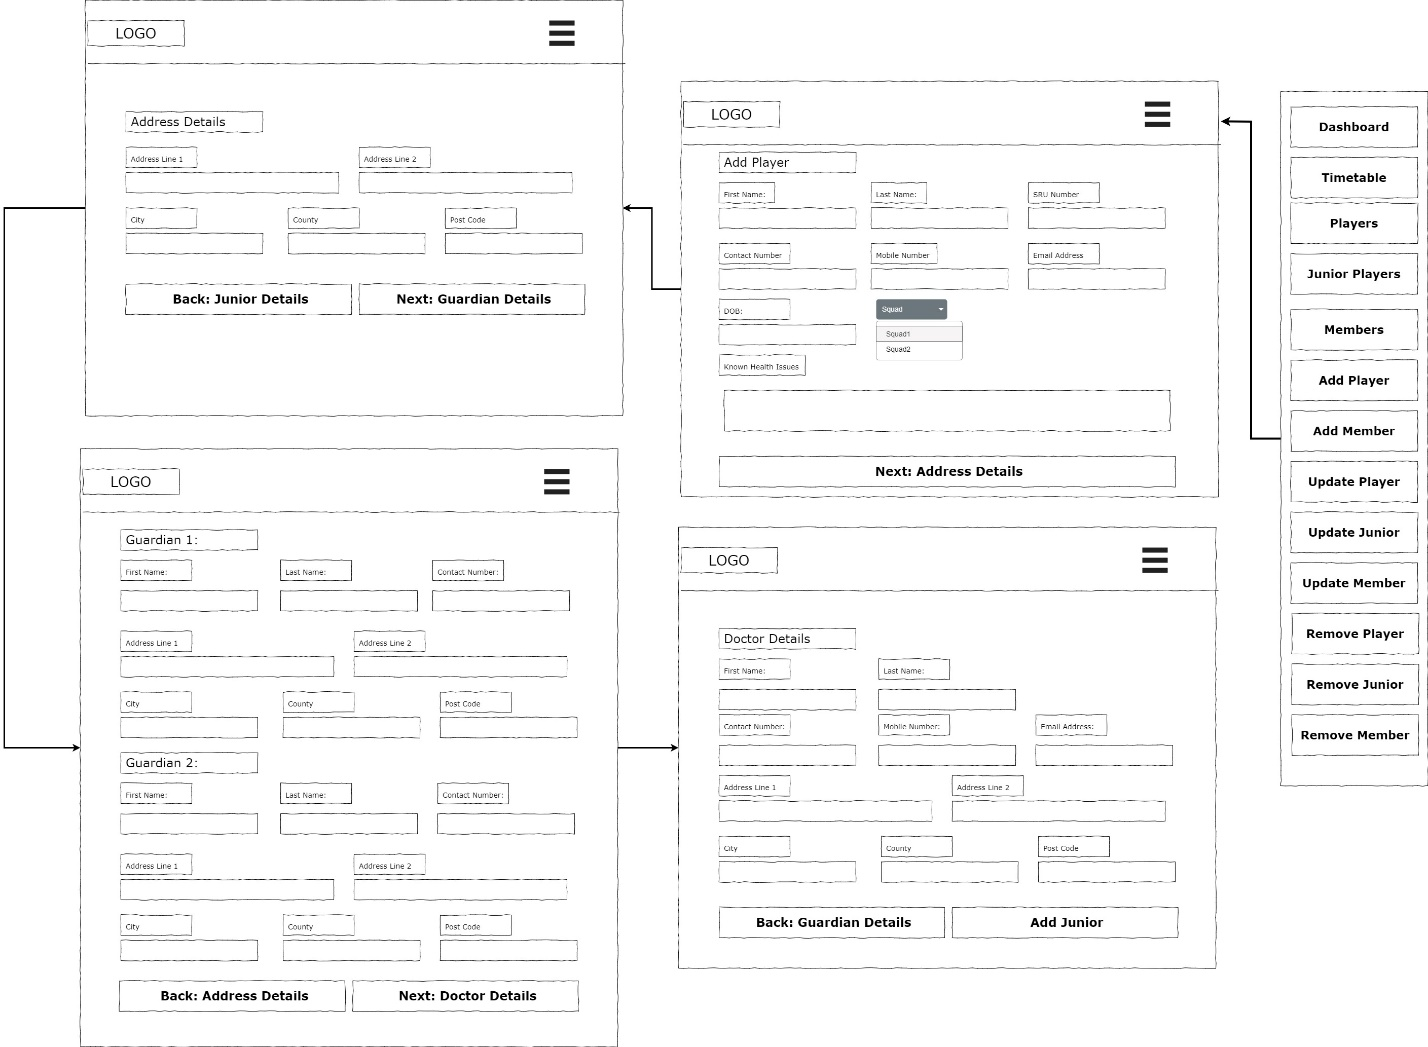 LOGO
Address Details
Address Line 1
Address Line 2
City
County
Post Code
Back: Junior Details
Next: Guardian Details
LOGO
Add Player
First Name:
Last Name:
SRU Number
Contact Number
Mobile Number
Email Address
DOB:
Squad
Squad1
Squad2
Known Health Issues
Next: Address Details
Dashboard
Timetable
Players
Junior Players
Members
Add Player
Add Member
Update Player
Update Junior
Update Member
Remove Player
Remove Junior
Remove Member
LOGO
Guardian 1:
First Name:
Last Name:
Contact Number:
Address Line 1
Address Line 2
City
County
Post Code
Guardian 2:
First Name:
Last Name:
Contact Number:
Address Line 1
Address Line 2
City
County
Post Code
Back: Address Details
Next: Doctor Details
LOGO
Doctor Details
First Name:
Last Name:
Contact Number:
Mobile Number:
Email Address:
Address Line 1
Address Line 2
City
County
Post Code
Back: Guardian Details
Add Junior